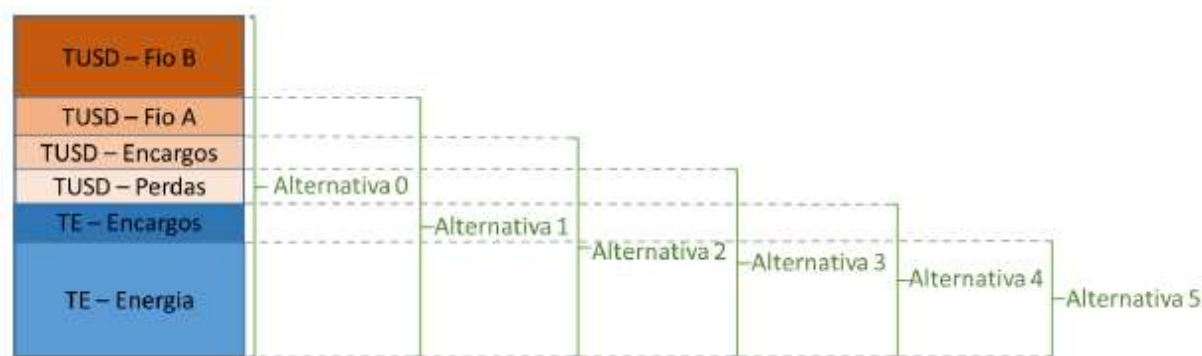 TUSD – Fio B
TUSD – Fio A
TUSD – Encargos
TUSD – Perdas
TE – Encargos
TE – Energia
Alternativa 0
Alternativa 1
Alternativa 2
Alternativa 3
Alternativa 4
Alternativa 5